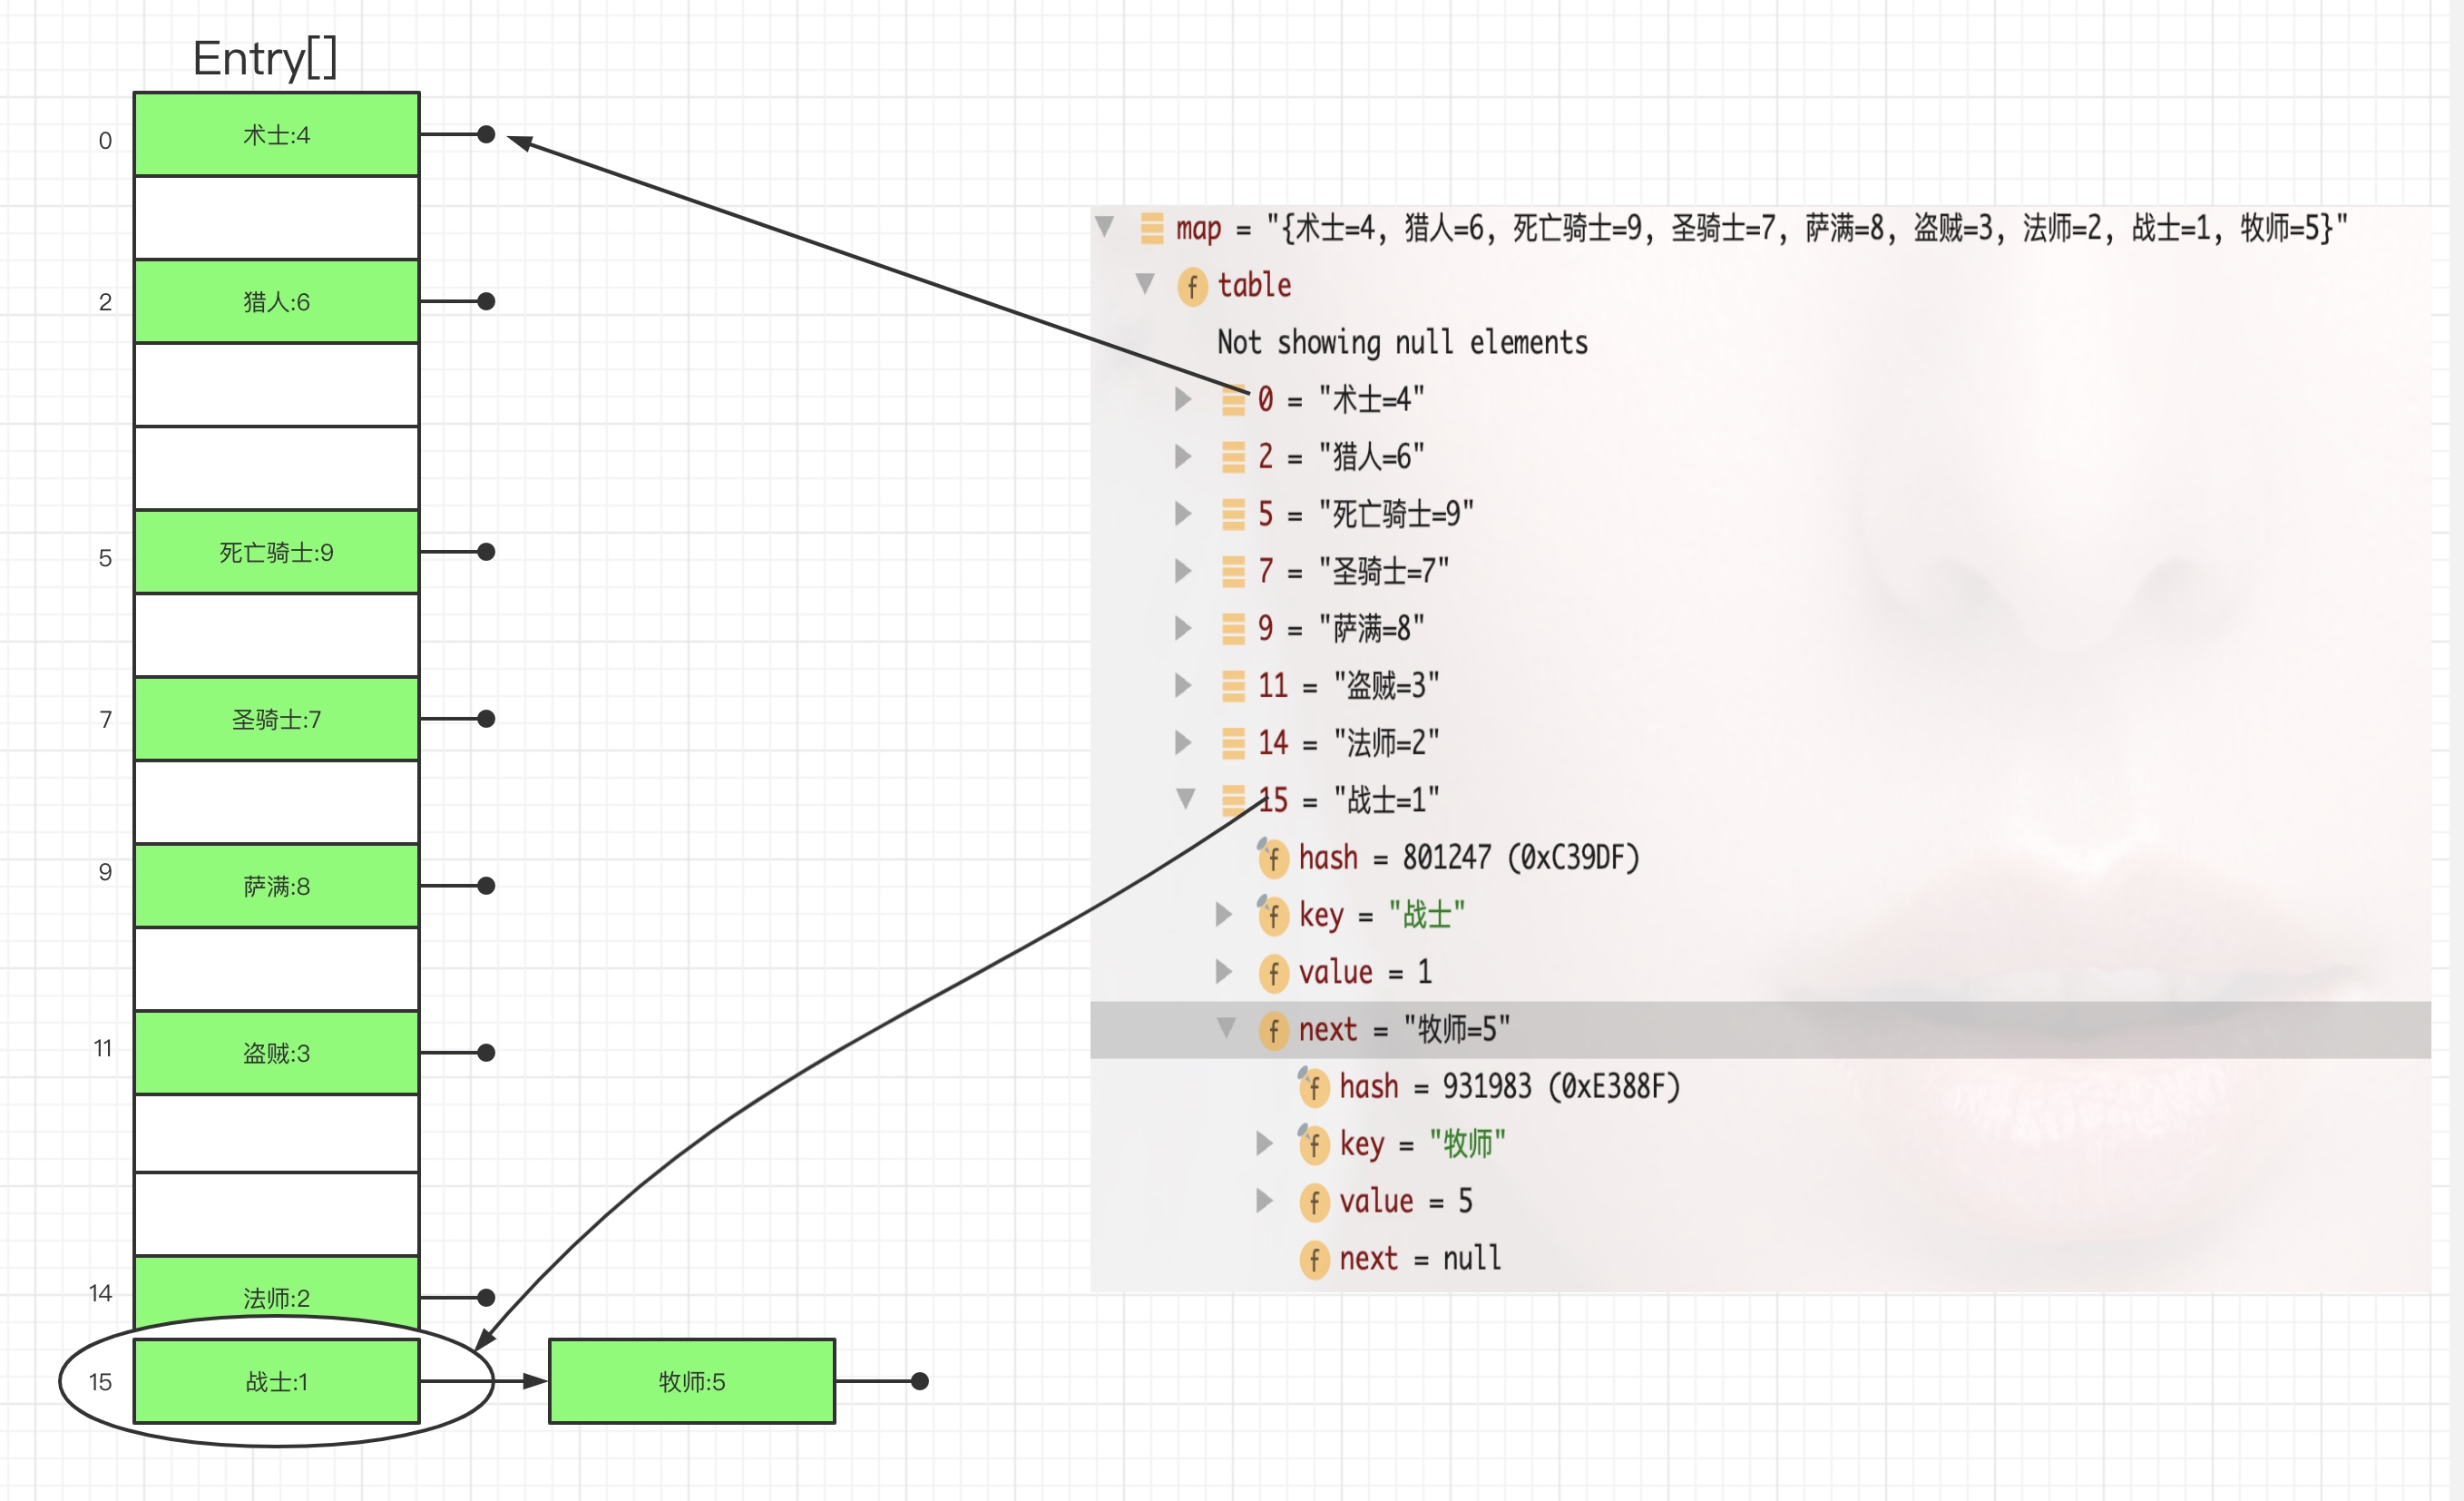 Entry[]
0
术士:4
2
猎人:6
5
死亡骑士:9
7
圣骑士:7
9
萨满:8
11
盗贼:3
14
法师:2
15
战士:1
牧师:5
map = "{术士=4, 猎人=6, 死亡骑士=9, 圣骑士=7, 萨满=8, 盗贼=3, 法师=2, 战士=1, 牧师=5}"
f table
Not showing null elements
0 = "术士=4"
2 = "猎人=6"
5 = "死亡骑士=9"
7 = "圣骑士=7"
9 = "萨满=8"
11 = "盗贼=3"
14 = "法师=2"
15 = "战士=1"
f hash = 801247 (0xC39DF)
f key = "战士"
f value = 1
f next = "牧师=5"
f hash = 931983 (0xE388F)
f key = "牧师"
f value = 5
f next = null